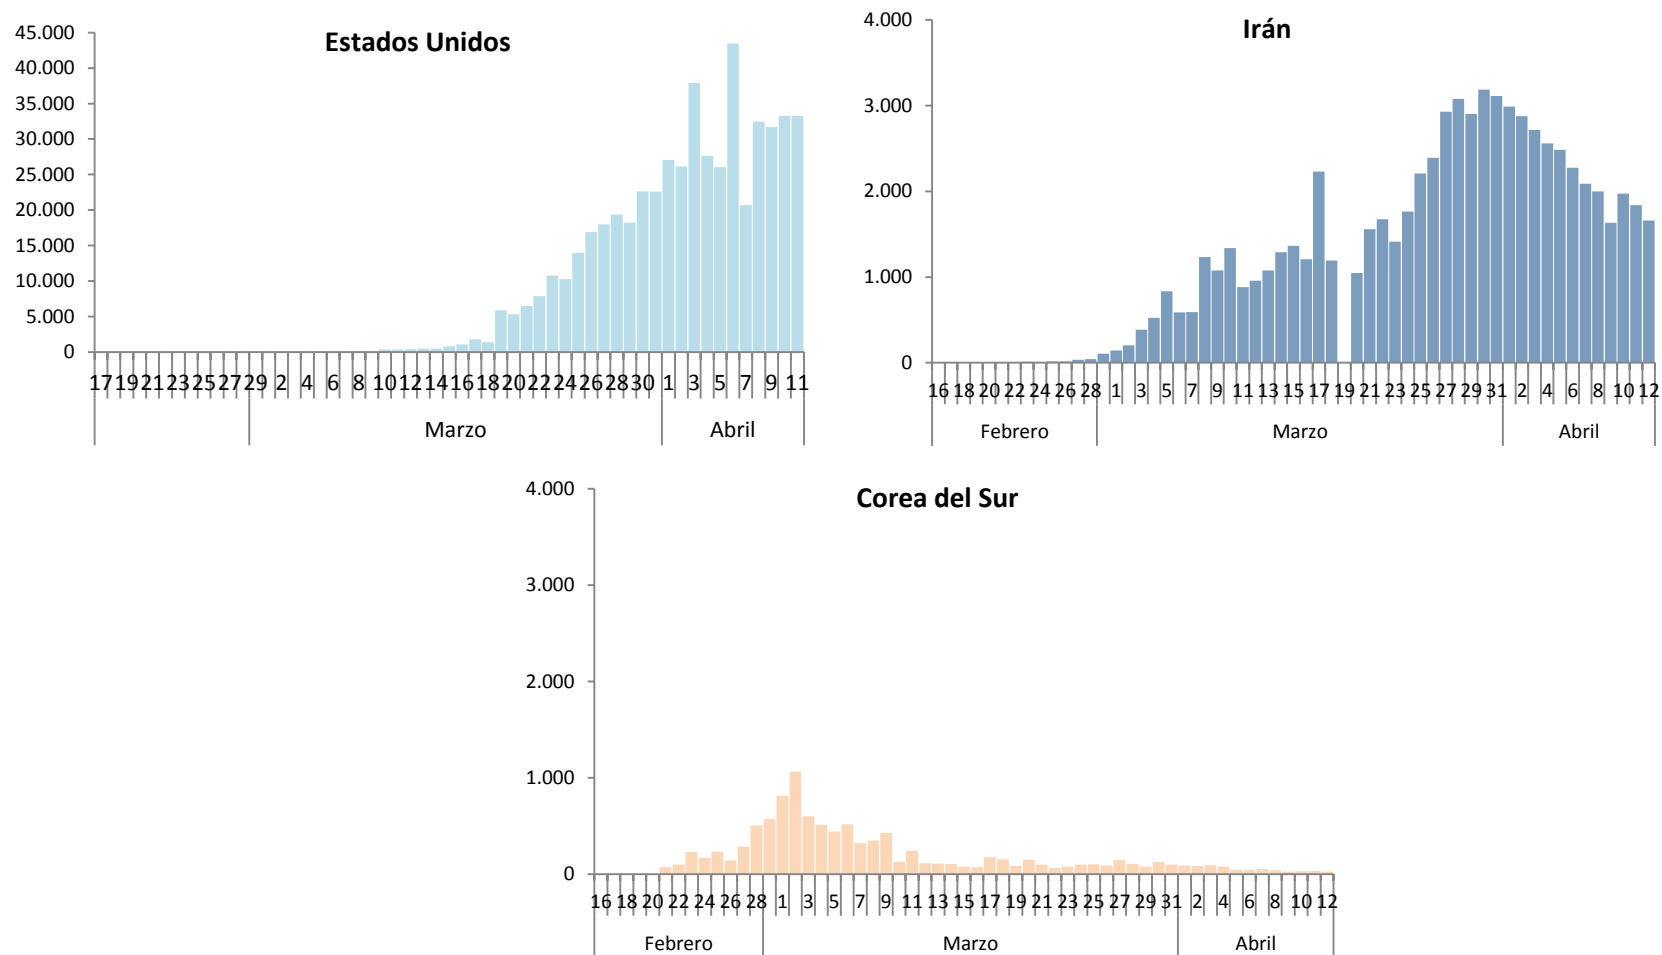 Estados Unidos
45.000
40.000
35.000
30.000
25.000
20.000
15.000
10.000
5.000
0
17 19 21 23 25 27 29 2 4 6 8 10 12 14 16 18 20 22 24 26 28 30 1 3 5 7 9 11
Marzo Abril
Irán
4.000
3.000
2.000
1.000
0
16 18 20 22 24 26 28 1 3 5 7 9 11 13 15 17 19 21 23 25 27 29 31 2 4 6 8 10 12
Febrero Marzo Abril
Corea del Sur
4.000
3.000
2.000
1.000
0
16 18 20 22 24 26 28 1 3 5 7 9 11 13 15 17 19 21 23 25 27 29 31 2 4 6 8 10 12
Febrero Marzo Abril